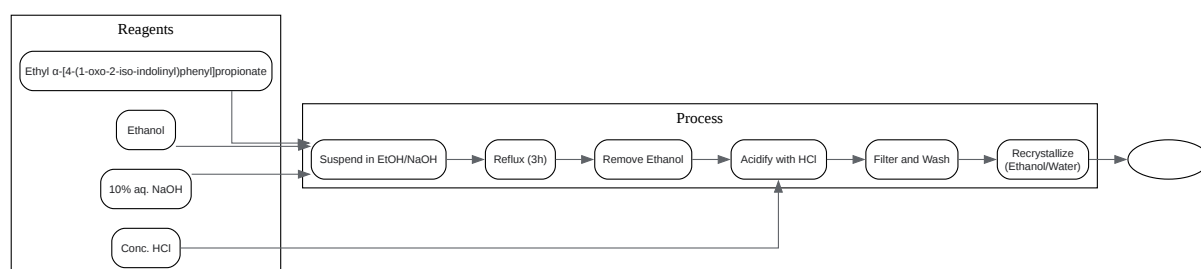 Reagents
Ethyl α-[4-(1-oxo-2-iso-indolinyl)phenyl]propionate
Ethanol
10% aq. NaOH
Conc. HCl
Process
Suspend in EtOH/NaOH
Reflux (3h)
Remove Ethanol
Acidify with HCl
Filter and Wash
Recrystallize
(Ethanol/Water)